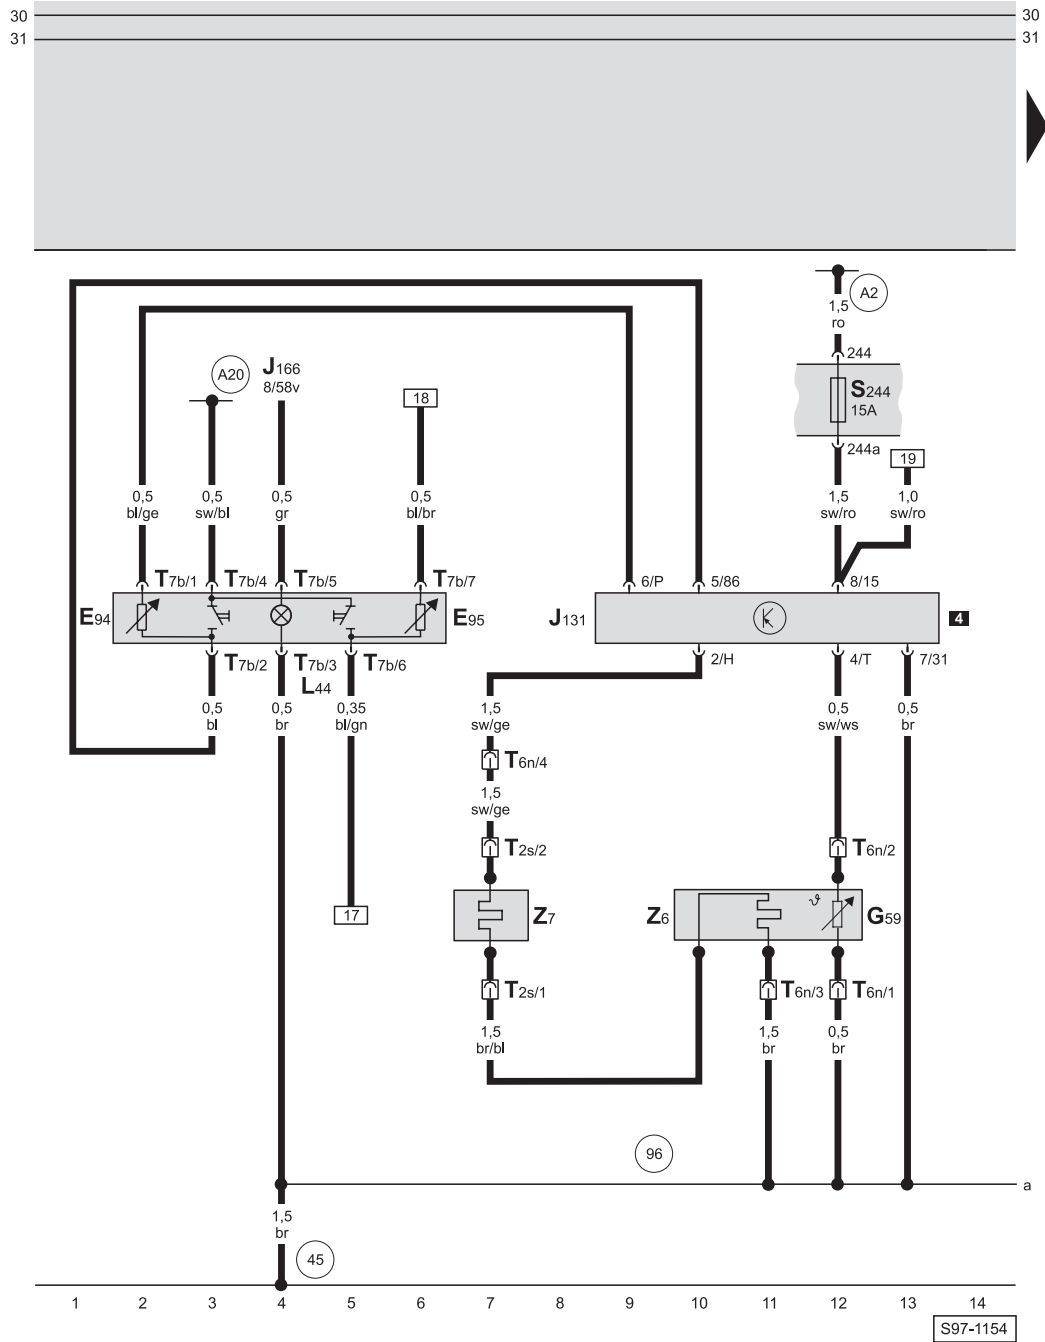 30 30
31 31
A2
1,5
ro
244
S244
15A
244a
A20
J166
8/58v
18
19
0,5
bl/ge
0,5
sw/bl
0,5
gr
0,5
bl/br
1,5
sw/ro
1,0
sw/ro
T7b/1 T7b/4 T7b/5 T7b/7 6/P 5/86 8/15
E94 E95 J131 4
T7b/2 T7b/3 T7b/6 2/H 4/T 7/31
L44
0,5
bl
0,5
br
0,35
bl/gn
1,5
sw/ge
0,5
sw/ws
0,5
br
T6n/4
1,5
sw/ge
T2s/2 T6n/2
17 Z7 Z6 ϑ G59
T2s/1 T6n/3 T6n/1
1,5
br/bl
1,5
br
0,5
br
96
a
1,5
br
45
1 2 3 4 5 6 7 8 9 10 11 12 13 14
S97-1154